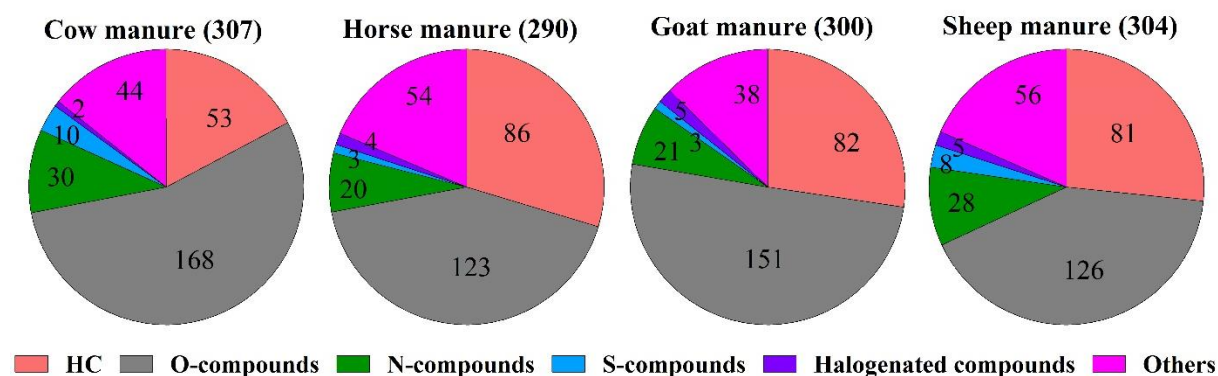 Cow manure (307) Horse manure (290) Goat manure (300) Sheep manure (304)
44 2 53 10 30 168
54 4 86 3 20 123
38 5 82 3 21 151
56 5 81 8 28 126
HC O-compounds N-compounds S-compounds Halogenated compounds Others